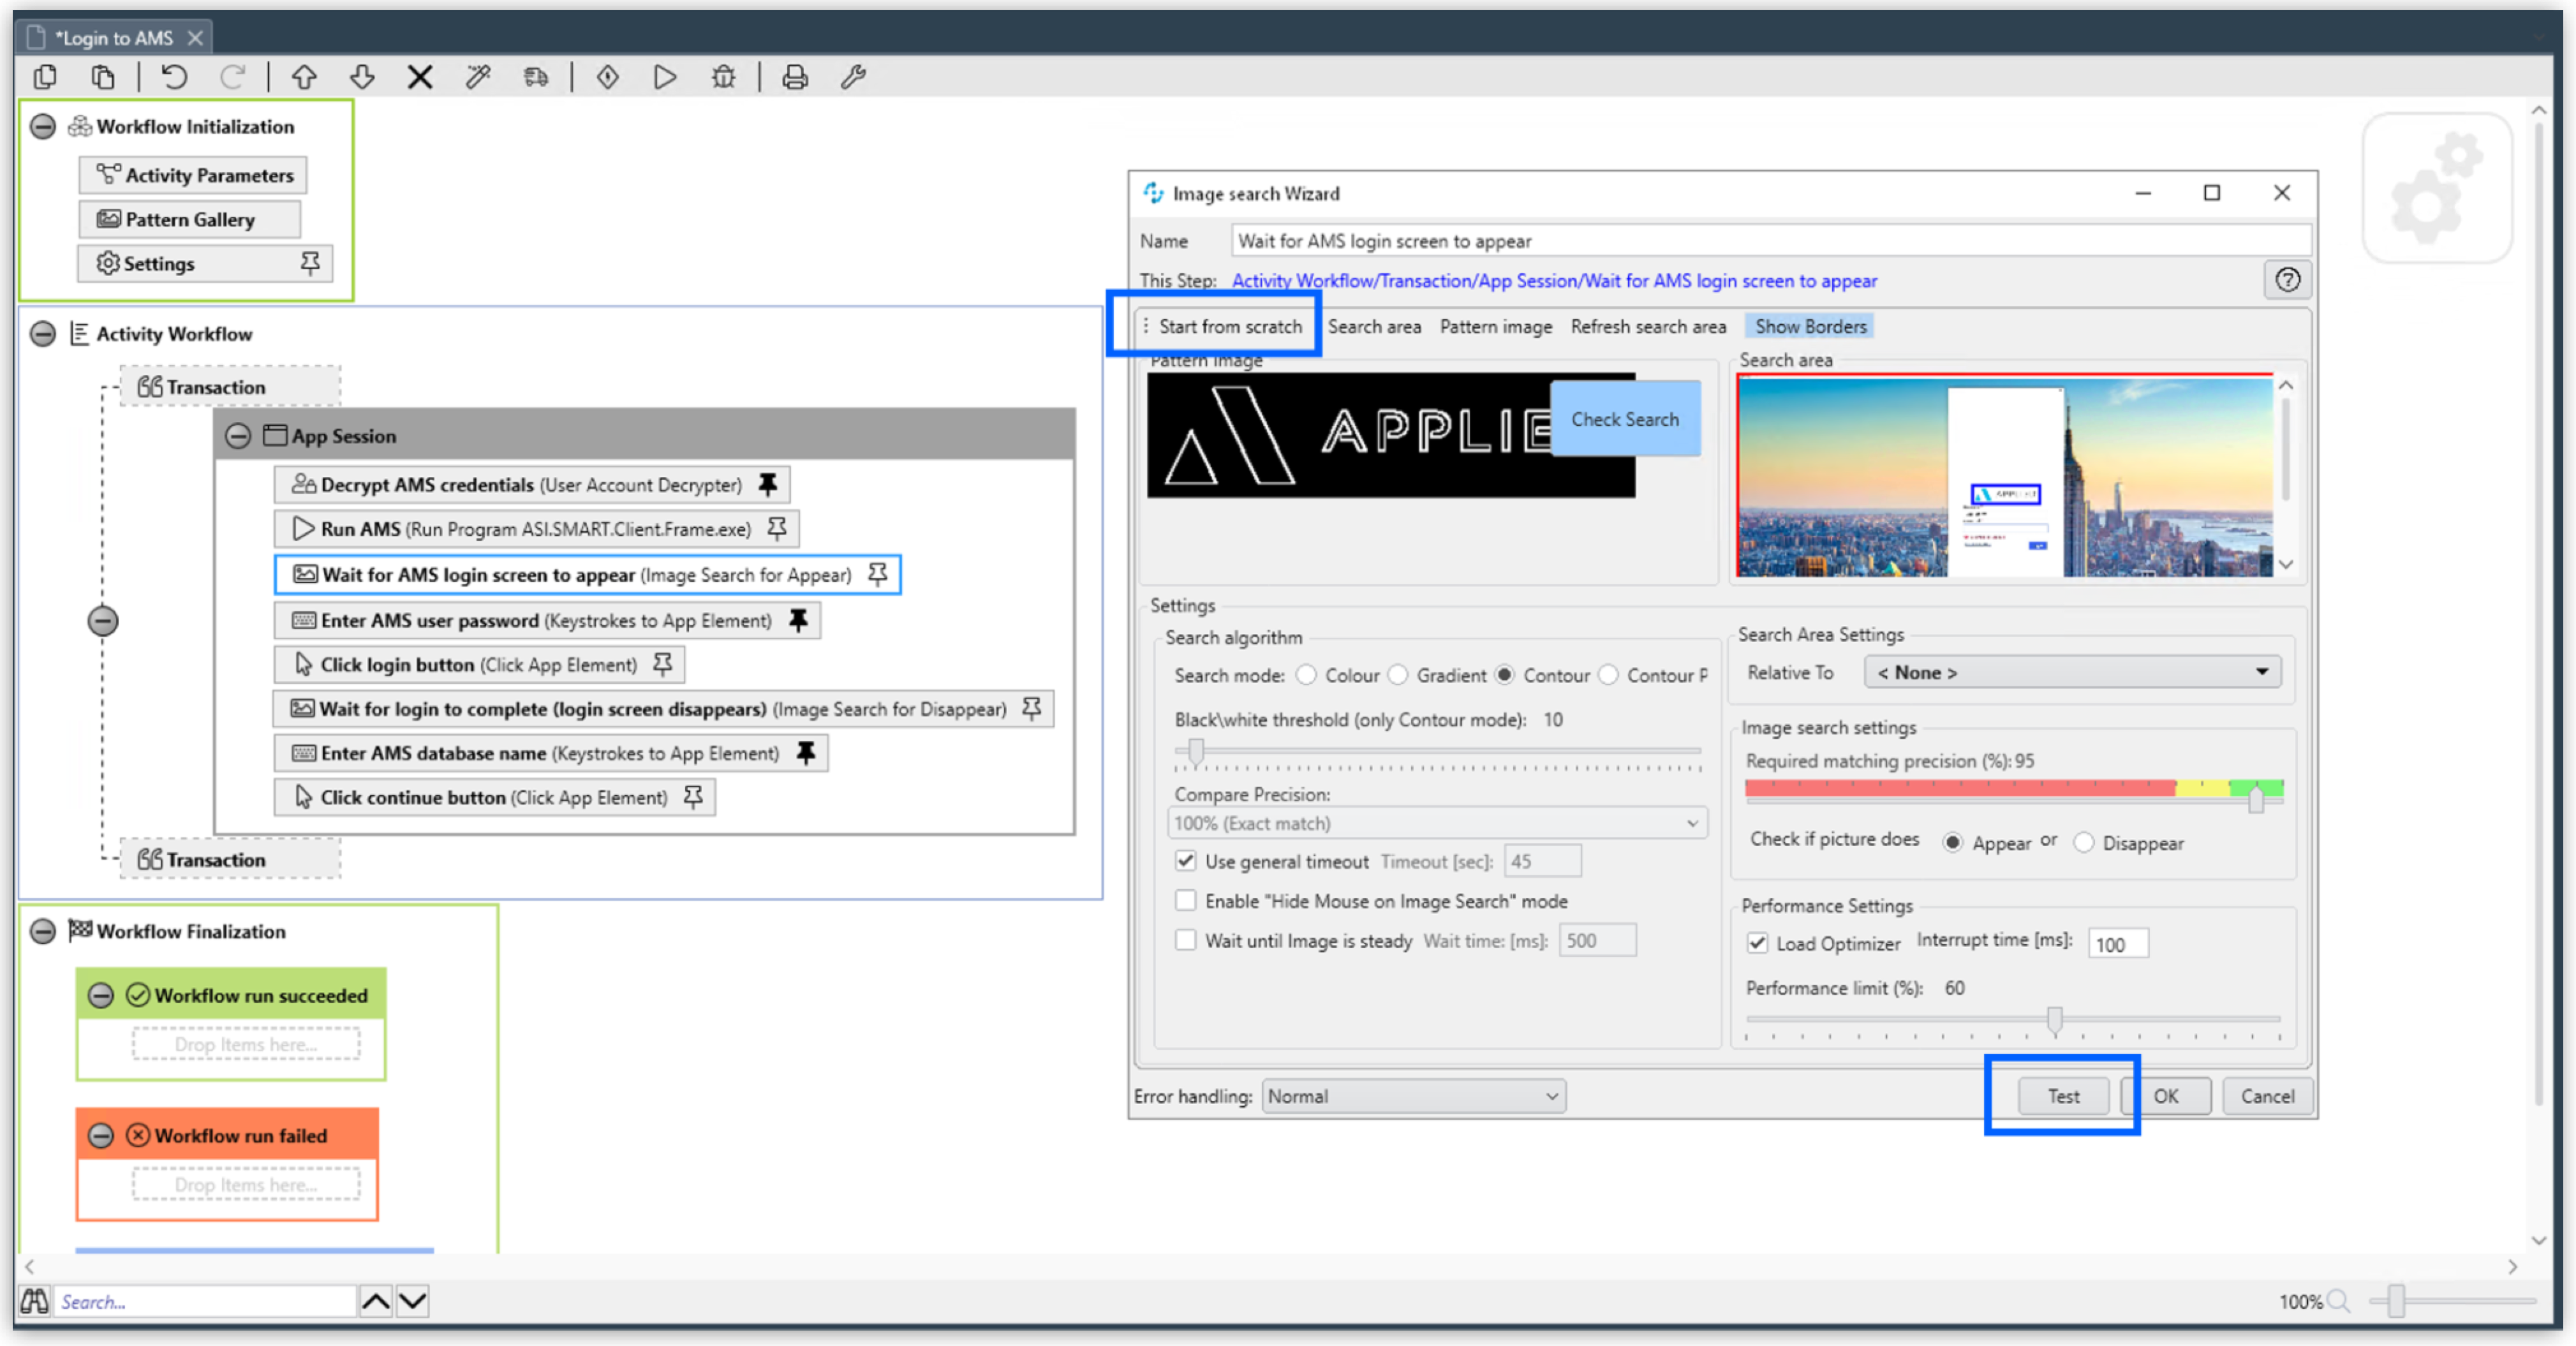 *Login to AMS
Workflow Initialization
Activity Parameters
Pattern Gallery
Settings
Activity Workflow
Transaction
App Session
Decrypt AMS credentials (User Account Decrypter)
Run AMS (Run Program ASI.SMART.Client.Frame.exe)
Wait for AMS login screen to appear (Image Search for Appear)
Enter AMS user password (Keystrokes to App Element)
Click login button (Click App Element)
Wait for login to complete (login screen disappears) (Image Search for Disappear)
Enter AMS database name (Keystrokes to App Element)
Click continue button (Click App Element)
Transaction
Workflow Finalization
Workflow run succeeded
Drop Items here...
Workflow run failed
Drop Items here...
Image search Wizard
Name Wait for AMS login screen to appear
This Step: Activity Workflow/Transaction/App Session/Wait for AMS login screen to appear
Start from scratch Search area Pattern image Refresh search area Show Borders
Pattern Image
APPLIE
Check Search
Search area
APPLIED
Settings
Search algorithm
Search mode: Colour Gradient Contour Contour P
Black\white threshold (only Contour mode): 10
Compare Precision:
100% (Exact match)
Use general timeout Timeout [sec]: 45
Enable "Hide Mouse on Image Search" mode
Wait until Image is steady Wait time: [ms]: 500
Search Area Settings
Relative To < None >
Image search settings
Required matching precision (%): 95
Check if picture does Appear or Disappear
Performance Settings
Load Optimizer Interrupt time [ms]: 100
Performance limit (%): 60
Error handling: Normal
Test OK Cancel
Search...
100%